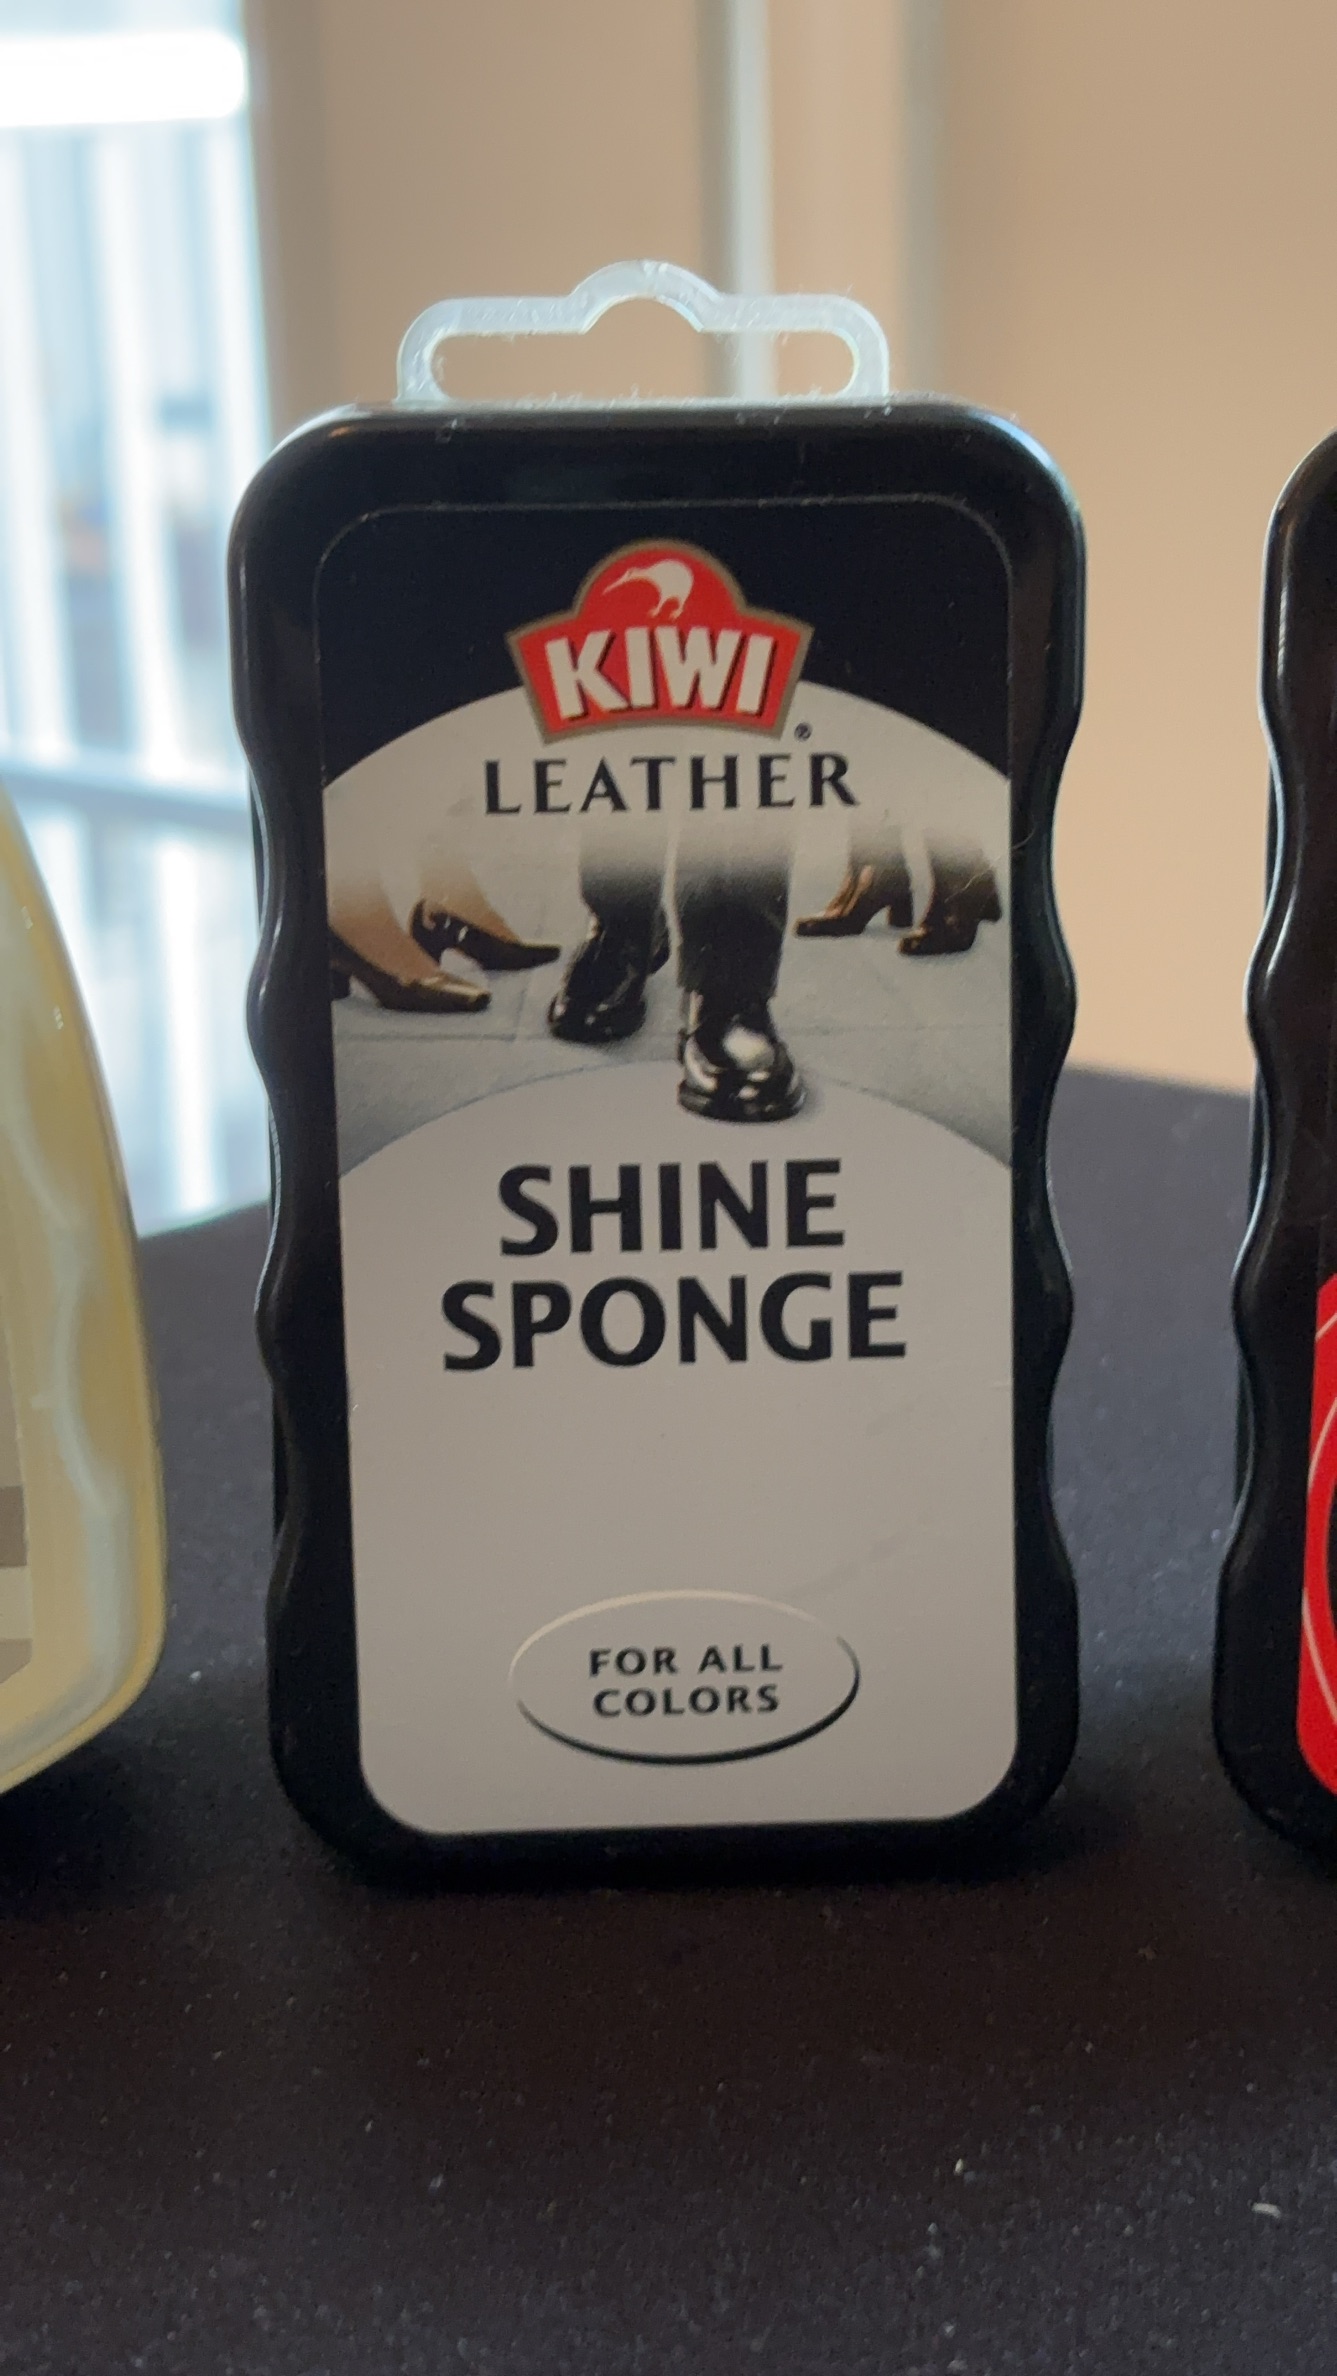 KIWI
®
LEATHER
SHINE
SPONGE
FOR ALL
COLORS